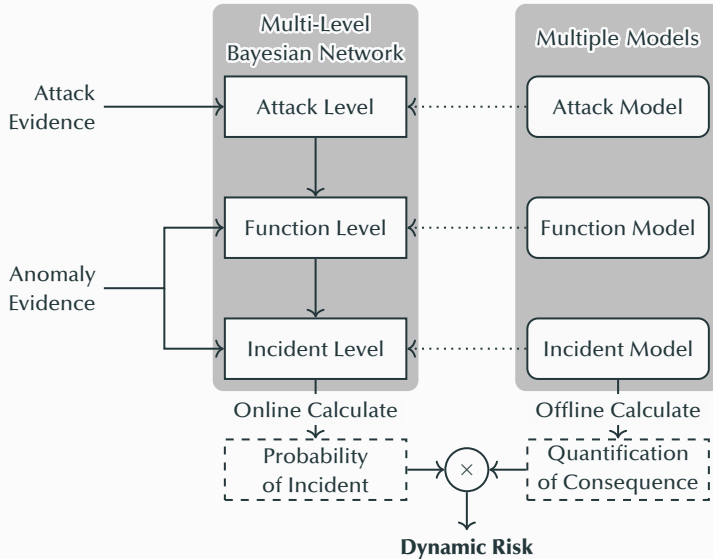 Multi-Level
Bayesian Network
Multiple Models
Attack
Evidence
Attack Level
Attack Model
Function Level
Function Model
Anomaly
Evidence
Incident Level
Incident Model
Online Calculate
Offline Calculate
Probability
of Incident
×
Quantification
of Consequence
Dynamic Risk